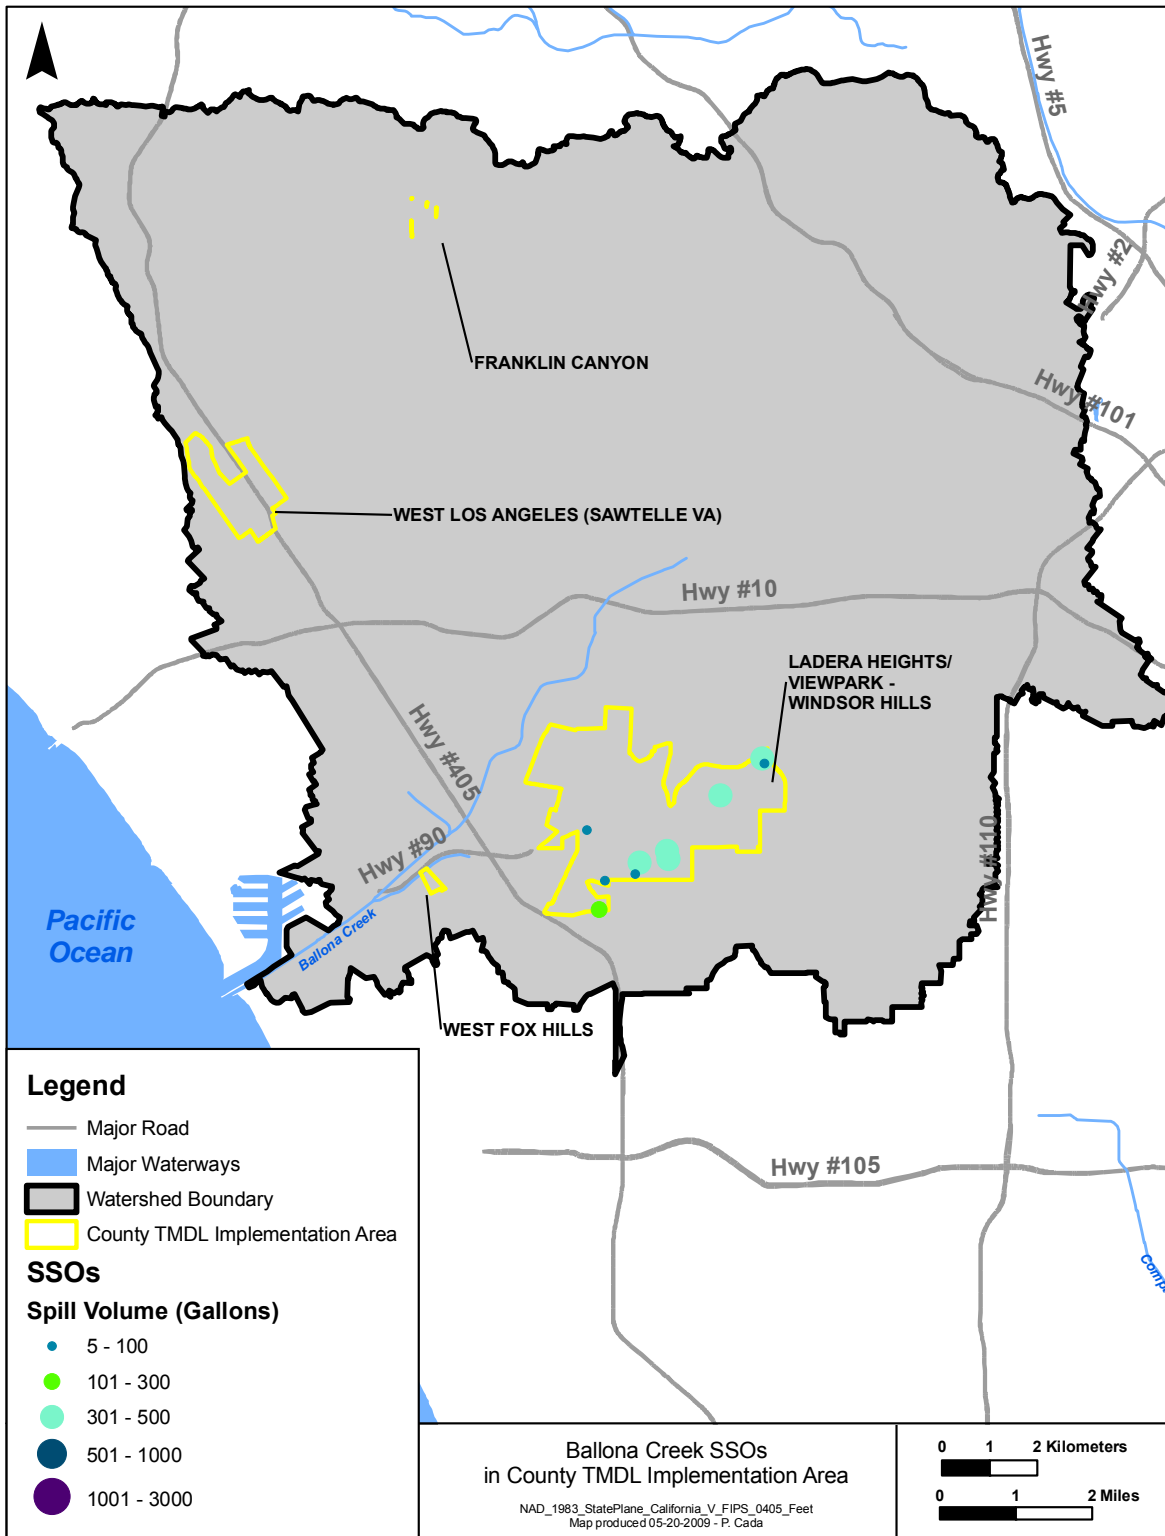 Hwy #5
Hwy #2
FRANKLIN CANYON
Hwy #101
WEST LOS ANGELES (SAWTELLE VA)
Hwy #10
LADERA HEIGHTS/
VIEWPARK -
WINDSOR HILLS
Hwy #405
Hwy #90
Hwy #110
Pacific
Ocean
Ballona Creek
WEST FOX HILLS
Hwy #105
Comp
Legend
Major Road
Major Waterways
Watershed Boundary
County TMDL Implementation Area
SSOs
Spill Volume (Gallons)
5 - 100
101 - 300
301 - 500
501 - 1000
1001 - 3000
Ballona Creek SSOs
in County TMDL Implementation Area
NAD_1983_StatePlane_California_V_FIPS_0405_Feet
Map produced 05-20-2009 - P. Cada
0 1 2 Kilometers
0 1 2 Miles